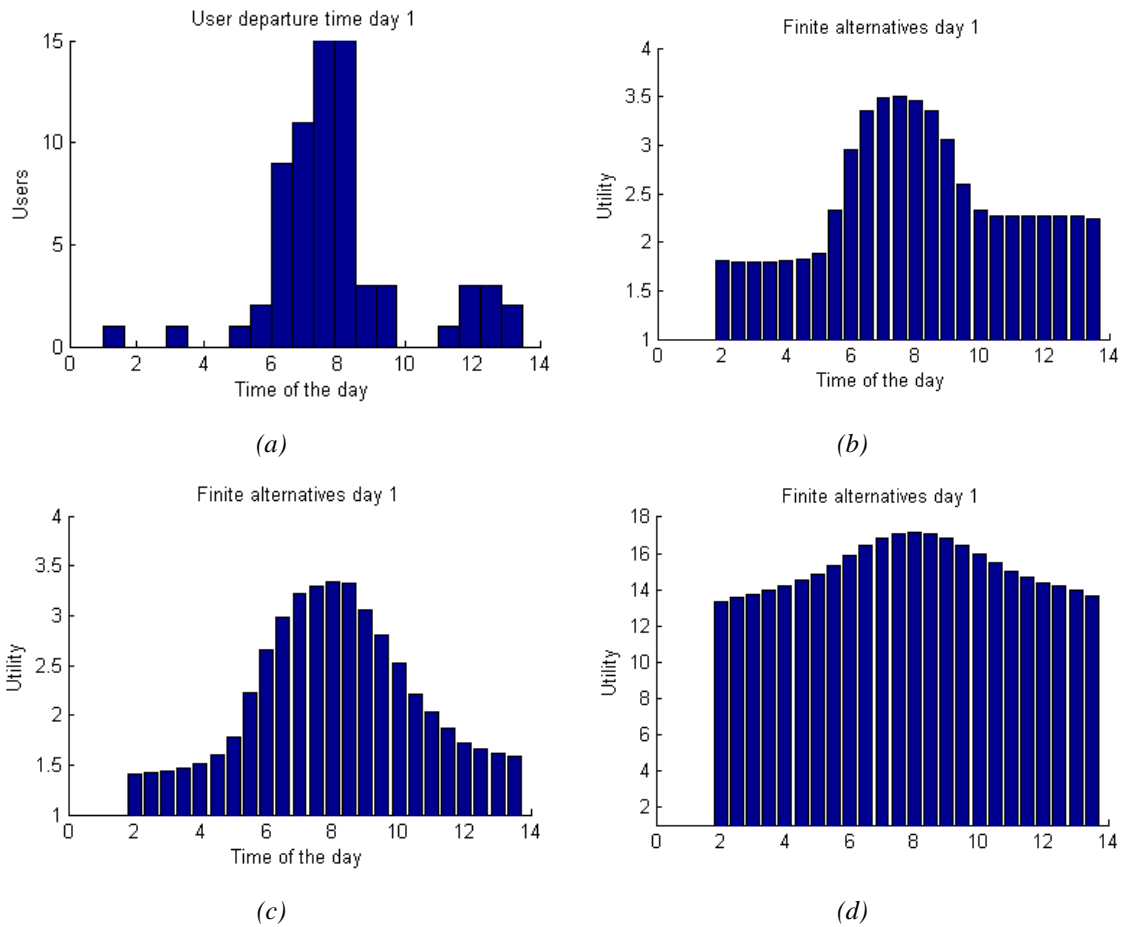 User departure time day 1
15
10
5
0
Users
0 2 4 6 8 10 12 14
Time of the day
(a)
Finite alternatives day 1
4
3.5
3
2.5
2
1.5
1
Utility
0 2 4 6 8 10 12 14
Time of the day
(b)
Finite alternatives day 1
4
3.5
3
2.5
2
1.5
1
Utility
0 2 4 6 8 10 12 14
Time of the day
(c)
Finite alternatives day 1
18
16
14
12
10
8
6
4
2
Utility
0 2 4 6 8 10 12 14
(d)